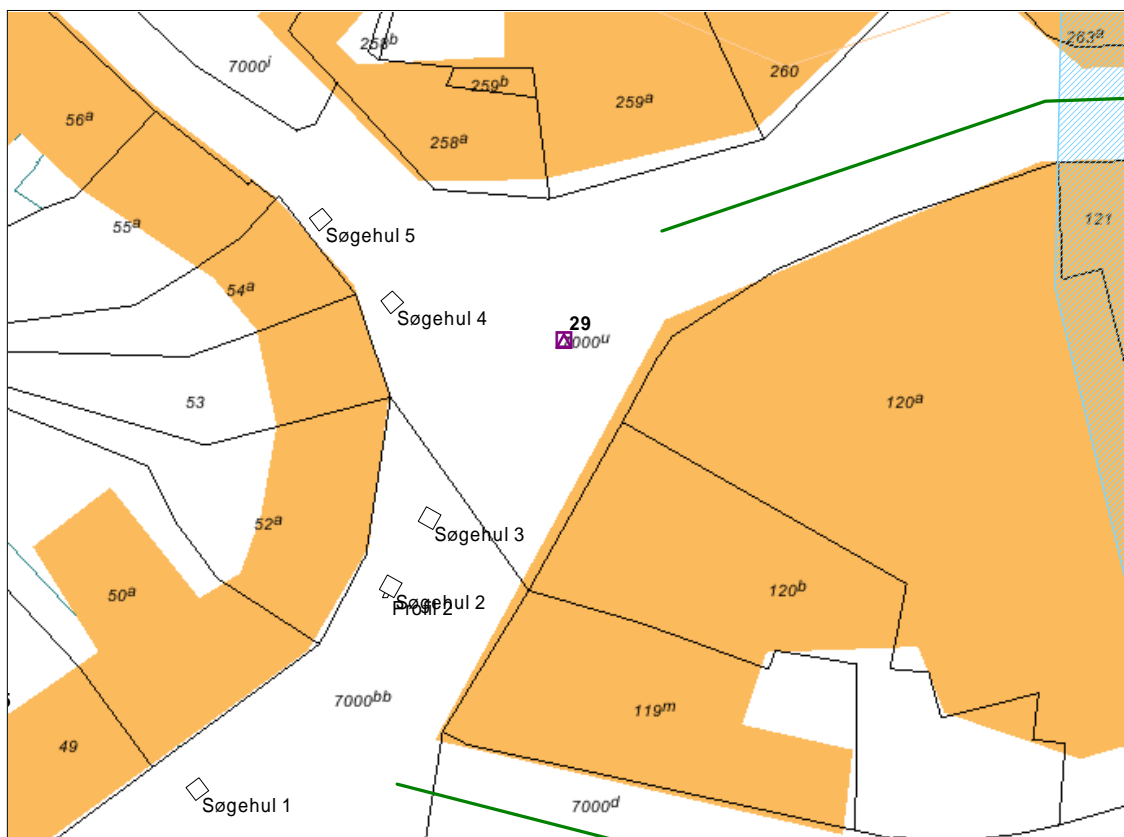 258b
263a
7000i
260
259b
259a
56a
258a
121
55a
Søgehul 5
54a
Søgehul 4
29
7000u
53
120a
52a
Søgehul 3
50a
120b
Søgehul 2
Profil 2
7000bb
119m
49
Søgehul 1
7000d